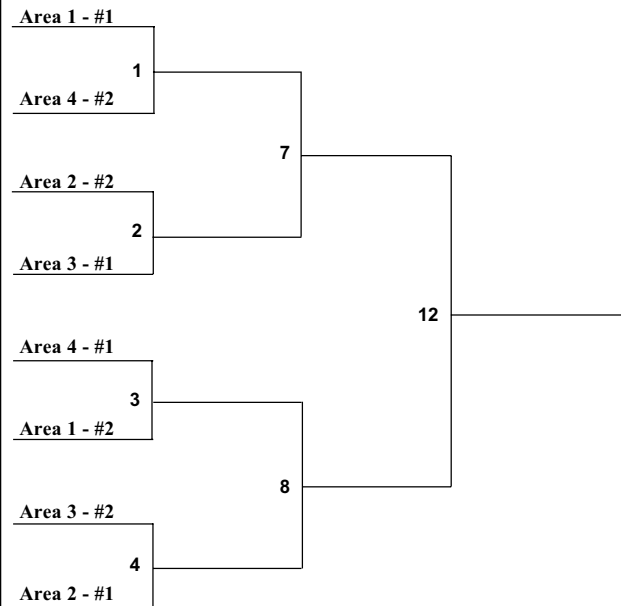 Area 1 - #1
1
Area 4 - #2
7
Area 2 - #2
2
Area 3 - #1
12
Area 4 - #1
3
Area 1 - #2
8
Area 3 - #2
4
Area 2 - #1